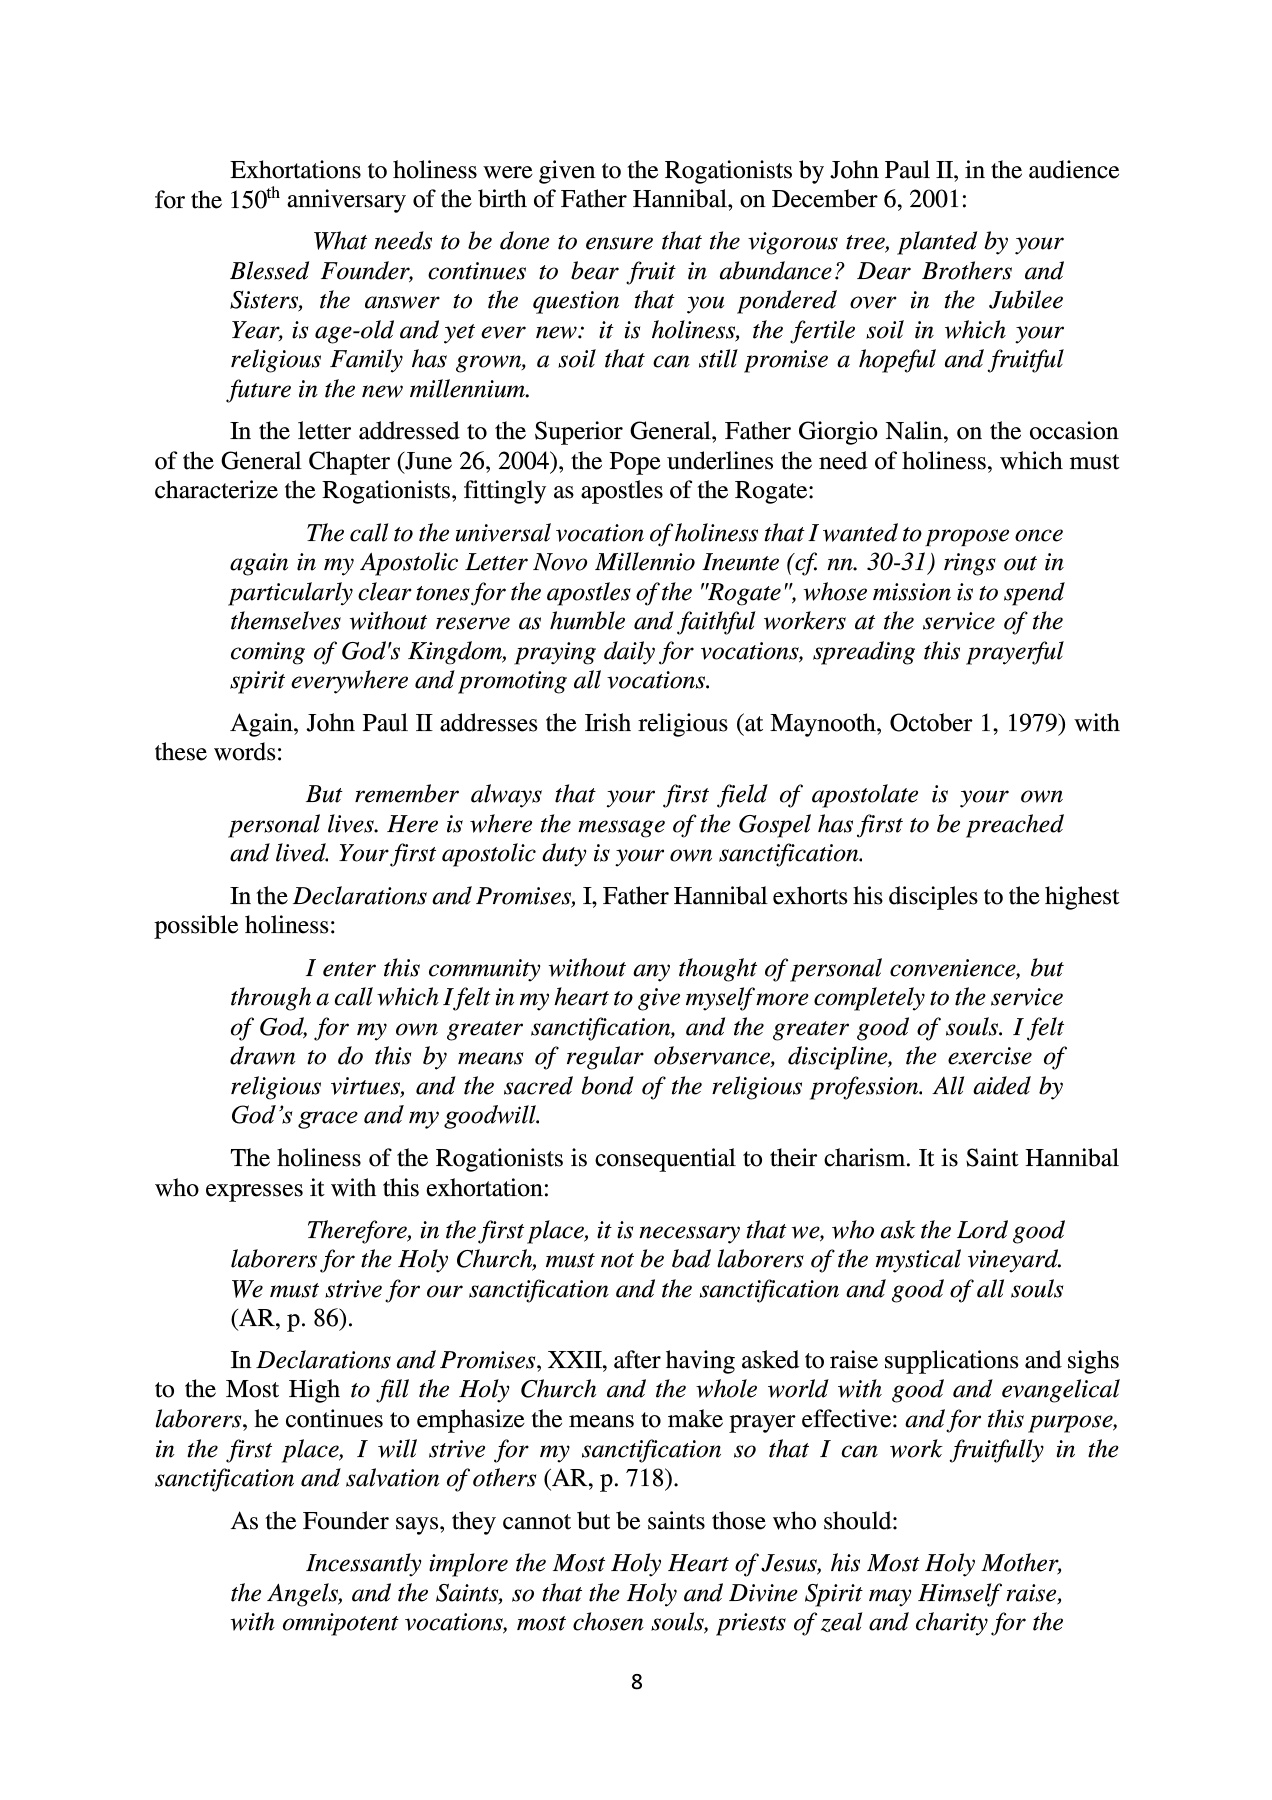 Exhortations to holiness were given to the Rogationists by John Paul II, in the audience
for the 150th anniversary of the birth of Father Hannibal, on December 6, 2001:
What needs to be done to ensure that the vigorous tree, planted by your
Blessed Founder, continues to bear fruit in abundance? Dear Brothers and
Sisters, the answer to the question that you pondered over in the Jubilee
Year, is age-old and yet ever new: it is holiness, the fertile soil in which your
religious Family has grown, a soil that can still promise a hopeful and fruitful
future in the new millennium.
In the letter addressed to the Superior General, Father Giorgio Nalin, on the occasion
of the General Chapter (June 26, 2004), the Pope underlines the need of holiness, which must
characterize the Rogationists, fittingly as apostles of the Rogate:
The call to the universal vocation of holiness that I wanted to propose once
again in my Apostolic Letter Novo Millennio Ineunte (cf. nn. 30-31) rings out in
particularly clear tones for the apostles of the "Rogate", whose mission is to spend
themselves without reserve as humble and faithful workers at the service of the
coming of God's Kingdom, praying daily for vocations, spreading this prayerful
spirit everywhere and promoting all vocations.
Again, John Paul II addresses the Irish religious (at Maynooth, October 1, 1979) with
these words:
But remember always that your first field of apostolate is your own
personal lives. Here is where the message of the Gospel has first to be preached
and lived. Your first apostolic duty is your own sanctification.
In the Declarations and Promises, I, Father Hannibal exhorts his disciples to the highest
possible holiness:
I enter this community without any thought of personal convenience, but
through a call which I felt in my heart to give myself more completely to the service
of God, for my own greater sanctification, and the greater good of souls. I felt
drawn to do this by means of regular observance, discipline, the exercise of
religious virtues, and the sacred bond of the religious profession. All aided by
God’s grace and my goodwill.
The holiness of the Rogationists is consequential to their charism. It is Saint Hannibal
who expresses it with this exhortation:
Therefore, in the first place, it is necessary that we, who ask the Lord good
laborers for the Holy Church, must not be bad laborers of the mystical vineyard.
We must strive for our sanctification and the sanctification and good of all souls
(AR, p. 86).
In Declarations and Promises, XXII, after having asked to raise supplications and sighs
to the Most High to fill the Holy Church and the whole world with good and evangelical
laborers, he continues to emphasize the means to make prayer effective: and for this purpose,
in the first place, I will strive for my sanctification so that I can work fruitfully in the
sanctification and salvation of others (AR, p. 718).
As the Founder says, they cannot but be saints those who should:
Incessantly implore the Most Holy Heart of Jesus, his Most Holy Mother,
the Angels, and the Saints, so that the Holy and Divine Spirit may Himself raise,
with omnipotent vocations, most chosen souls, priests of zeal and charity for the
8